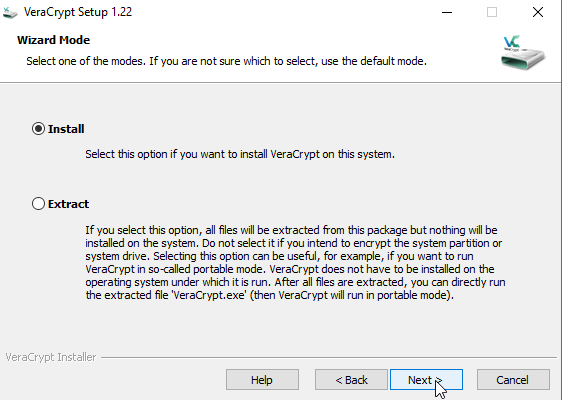 VeraCrypt Setup 1.22
Wizard Mode
Select one of the modes. If you are not sure which to select, use the default mode.
VC
Install
Select this option if you want to install VeraCrypt on this system.
Extract
If you select this option, all files will be extracted from this package but nothing will be
installed on the system. Do not select it if you intend to encrypt the system partition or
system drive. Selecting this option can be useful, for example, if you want to run
VeraCrypt in so-called portable mode. VeraCrypt does not have to be installed on the
operating system under which it is run. After all files are extracted, you can directly run
the extracted file 'VeraCrypt.exe' (then VeraCrypt will run in portable mode).
VeraCrypt Installer
Help
< Back
Next >
Cancel